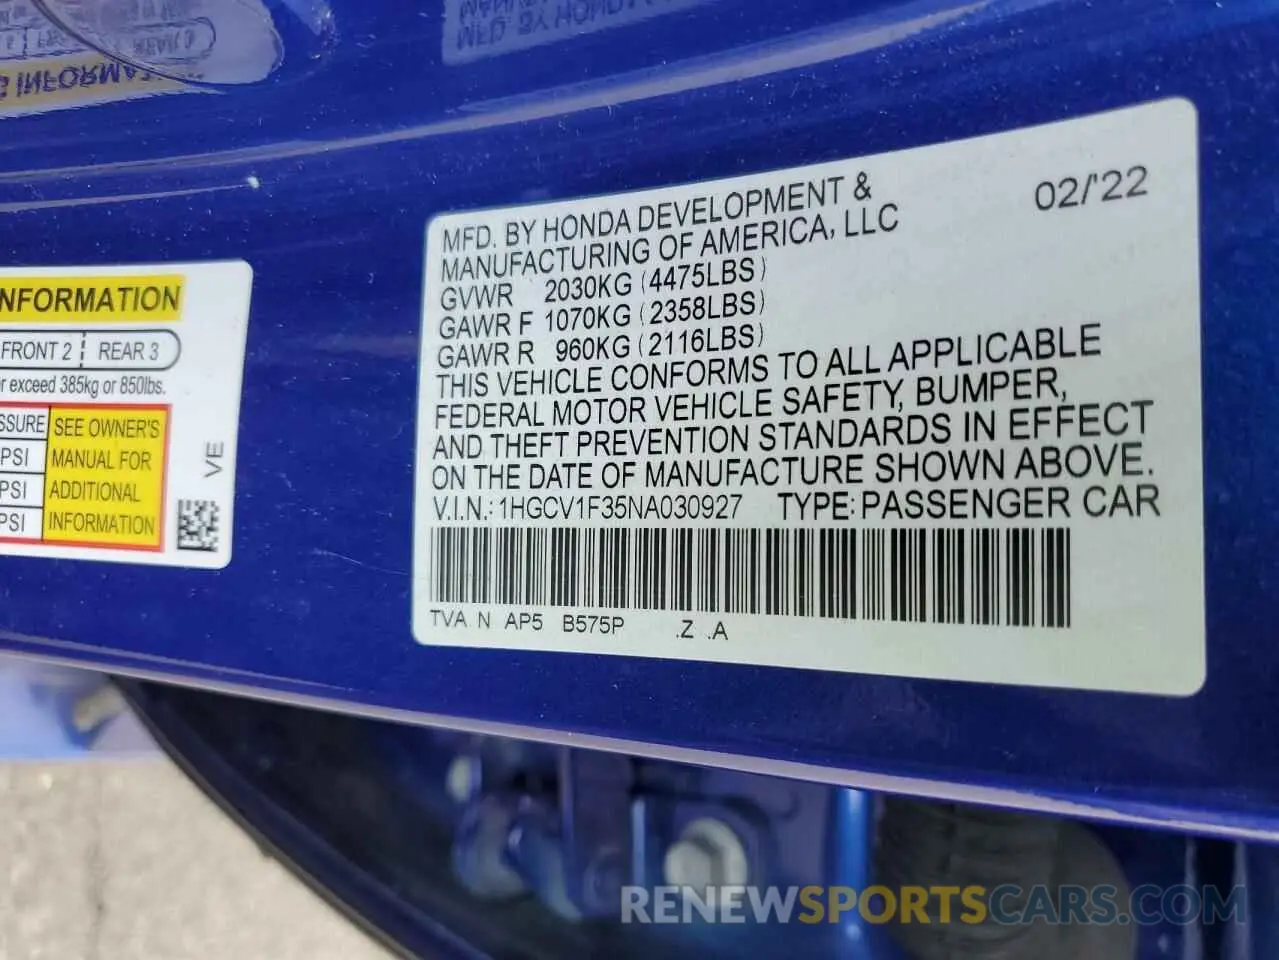 INFORMATION
FRONT 2 REAR 3
exceed 385kg or 850lbs.
SEE OWNER'S
PSI MANUAL FOR
PSI ADDITIONAL
PSI INFORMATION
VE
02/'22
MFD. BY HONDA DEVELOPMENT &
MANUFACTURING OF AMERICA, LLC
GVWR 2030KG (4475LBS)
GAWR F 1070KG (2358LBS)
GAWR R 960KG (2116LBS)
THIS VEHICLE CONFORMS TO ALL APPLICABLE
FEDERAL MOTOR VEHICLE SAFETY, BUMPER,
AND THEFT PREVENTION STANDARDS IN EFFECT
ON THE DATE OF MANUFACTURE SHOWN ABOVE.
V.I.N.: 1HGCV1F35NA030927 TYPE: PASSENGER CAR
TVA N AP5 B575P .Z .A
RENEWSPORTSCARS.COM